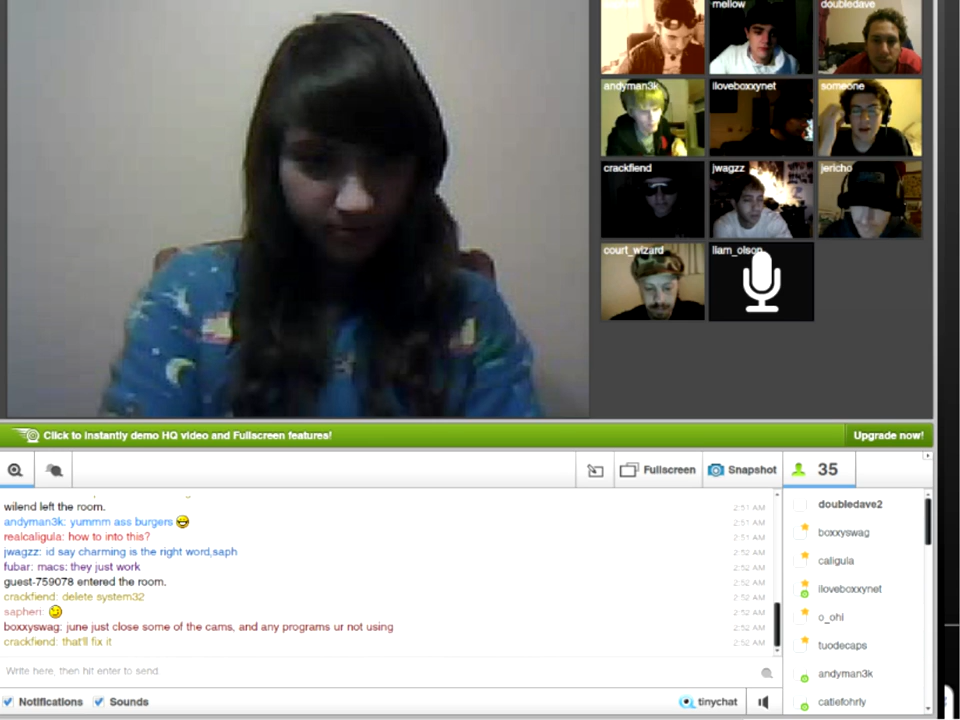 mellow
doubledave
andyman3k
iloveboxxynet
someone
crackfiend
jwagzz
jericho
court_wizard
liam_olson
Click to instantly demo HQ video and Fullscreen features!
Upgrade now!
Fullscreen
Snapshot
35
wilend left the room.
2:51 AM
andyman3k: yummm ass burgers
2:51 AM
realcaligula: how to into this?
2:51 AM
jwagzz: id say charming is the right word,saph
2:52 AM
fubar: macs: they just work
2:52 AM
guest-759078 entered the room.
2:52 AM
crackfiend: delete system32
2:52 AM
sapheri:
2:52 AM
boxxyswag: june just close some of the cams, and any programs ur not using
2:52 AM
crackfiend: that'll fix it
2:52 AM
doubledave2
boxxyswag
caligula
iloveboxxynet
o_ohi
tuodecaps
andyman3k
catiefohrly
Write here, then hit enter to send
Notifications
Sounds
tinychat